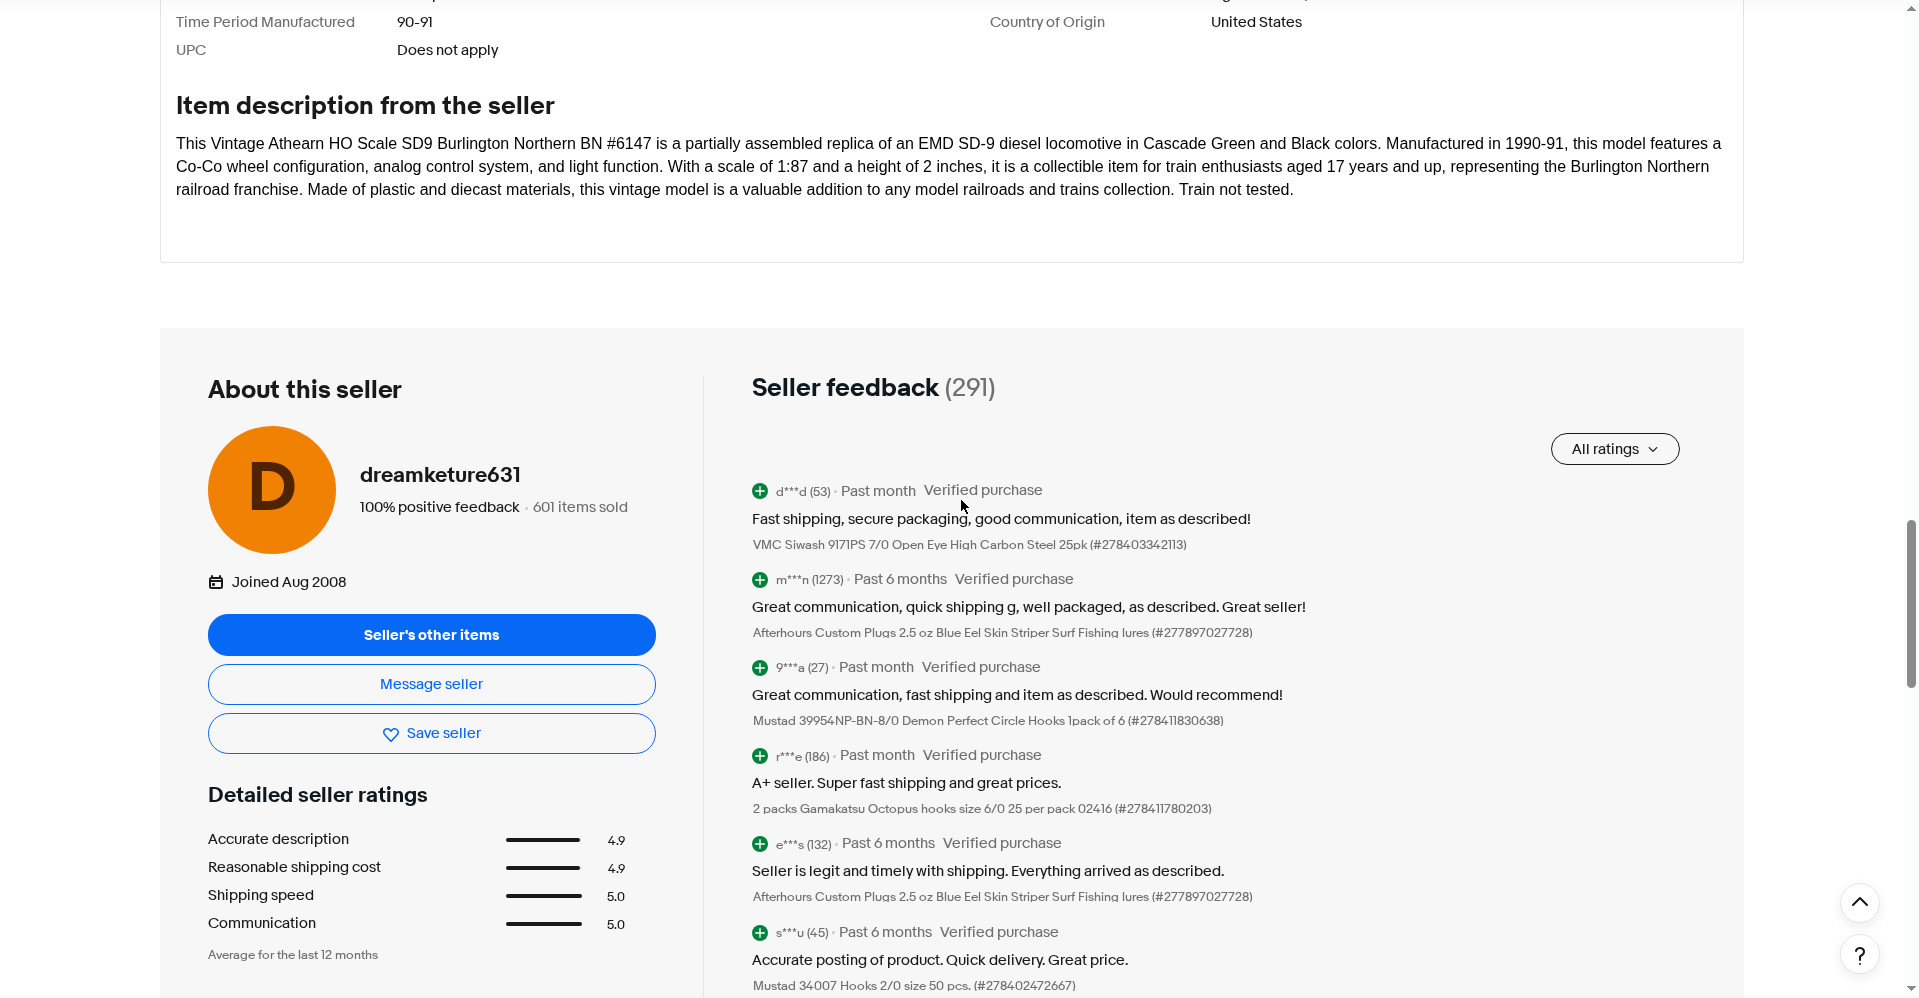 Time Period Manufactured 90-91 Country of Origin United States
UPC Does not apply
Item description from the seller
This Vintage Athearn HO Scale SD9 Burlington Northern BN #6147 is a partially assembled replica of an EMD SD-9 diesel locomotive in Cascade Green and Black colors. Manufactured in 1990-91, this model features a
Co-Co wheel configuration, analog control system, and light function. With a scale of 1:87 and a height of 2 inches, it is a collectible item for train enthusiasts aged 17 years and up, representing the Burlington Northern
railroad franchise. Made of plastic and diecast materials, this vintage model is a valuable addition to any model railroads and trains collection. Train not tested.
About this seller
D
dreamketure631
100% positive feedback · 601 items sold
Joined Aug 2008
Seller's other items
Message seller
Save seller
Detailed seller ratings
Accurate description 4.9
Reasonable shipping cost 4.9
Shipping speed 5.0
Communication 5.0
Average for the last 12 months
Seller feedback (291)
All ratings
d***d (53) · Past month Verified purchase
Fast shipping, secure packaging, good communication, item as described!
VMC Siwash 9171PS 7/0 Open Eye High Carbon Steel 25pk (#278403342113)
m***n (1273) · Past 6 months Verified purchase
Great communication, quick shipping g, well packaged, as described. Great seller!
Afterhours Custom Plugs 2.5 oz Blue Eel Skin Striper Surf Fishing lures (#277897027728)
9***a (27) · Past month Verified purchase
Great communication, fast shipping and item as described. Would recommend!
Mustad 39954NP-BN-8/0 Demon Perfect Circle Hooks 1pack of 6 (#278411830638)
r***e (186) · Past month Verified purchase
A+ seller. Super fast shipping and great prices.
2 packs Gamakatsu Octopus hooks size 6/0 25 per pack 02416 (#278411780203)
e***s (132) · Past 6 months Verified purchase
Seller is legit and timely with shipping. Everything arrived as described.
Afterhours Custom Plugs 2.5 oz Blue Eel Skin Striper Surf Fishing lures (#277897027728)
s***u (45) · Past 6 months Verified purchase
Accurate posting of product. Quick delivery. Great price.
Mustad 34007 Hooks 2/0 size 50 pcs. (#278402472667)
?